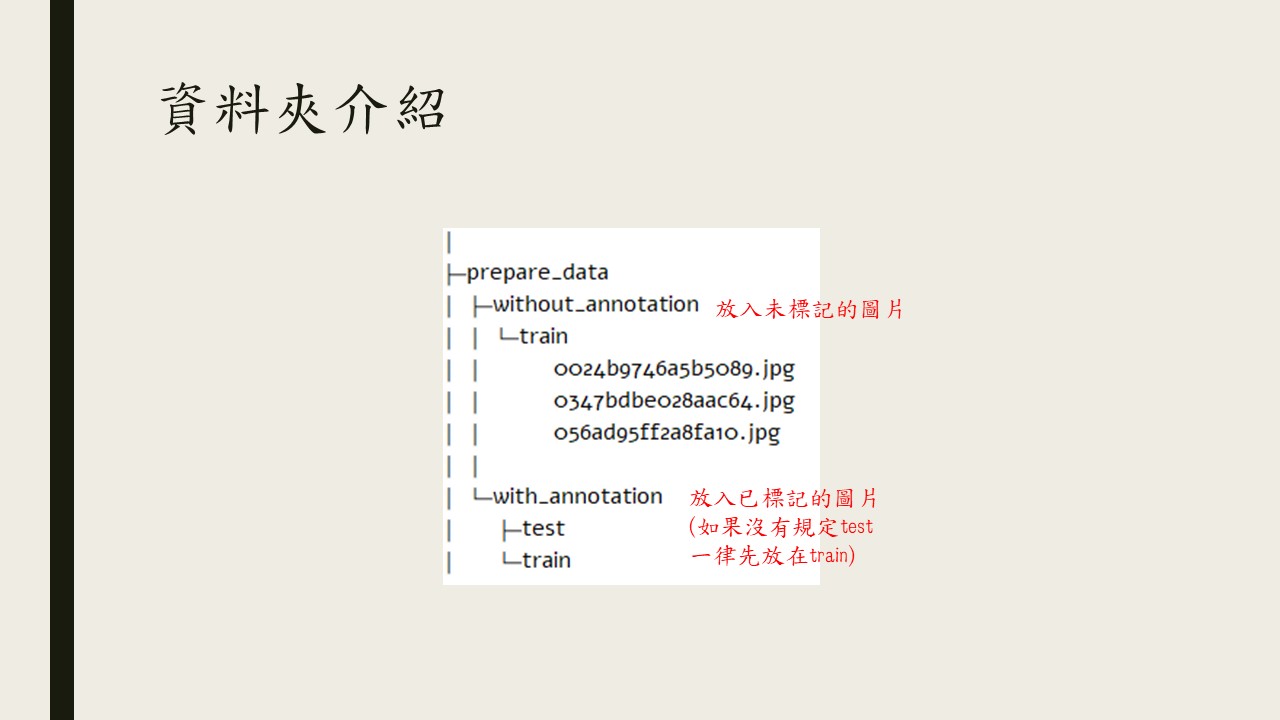 資料夾介紹
│
├─prepare_data
│ ├─without_annotation 放入未標記的圖片
│ │ └─train
│ │ 0024b9746a5b5089.jpg
│ │ 0347bdbe028aac64.jpg
│ │ 056ad95ff2a8fa10.jpg
│ │
│ └─with_annotation 放入已標記的圖片
│ ├─test (如果沒有規定test
│ └─train 一律先放在train)